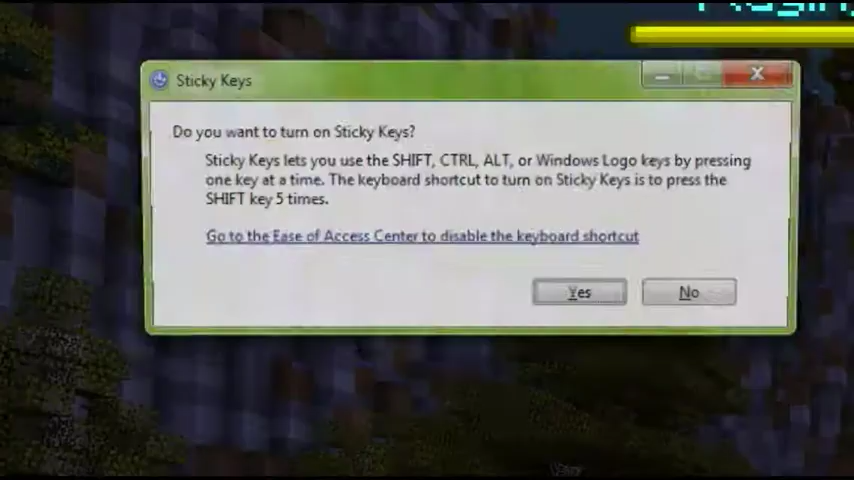 Sticky Keys
Do you want to turn on Sticky Keys?
Sticky Keys lets you use the SHIFT, CTRL, ALT, or Windows Logo keys by pressing
one key at a time. The keyboard shortcut to turn on Sticky Keys is to press the
SHIFT key 5 times.
Go to the Ease of Access Center to disable the keyboard shortcut
Yes
No